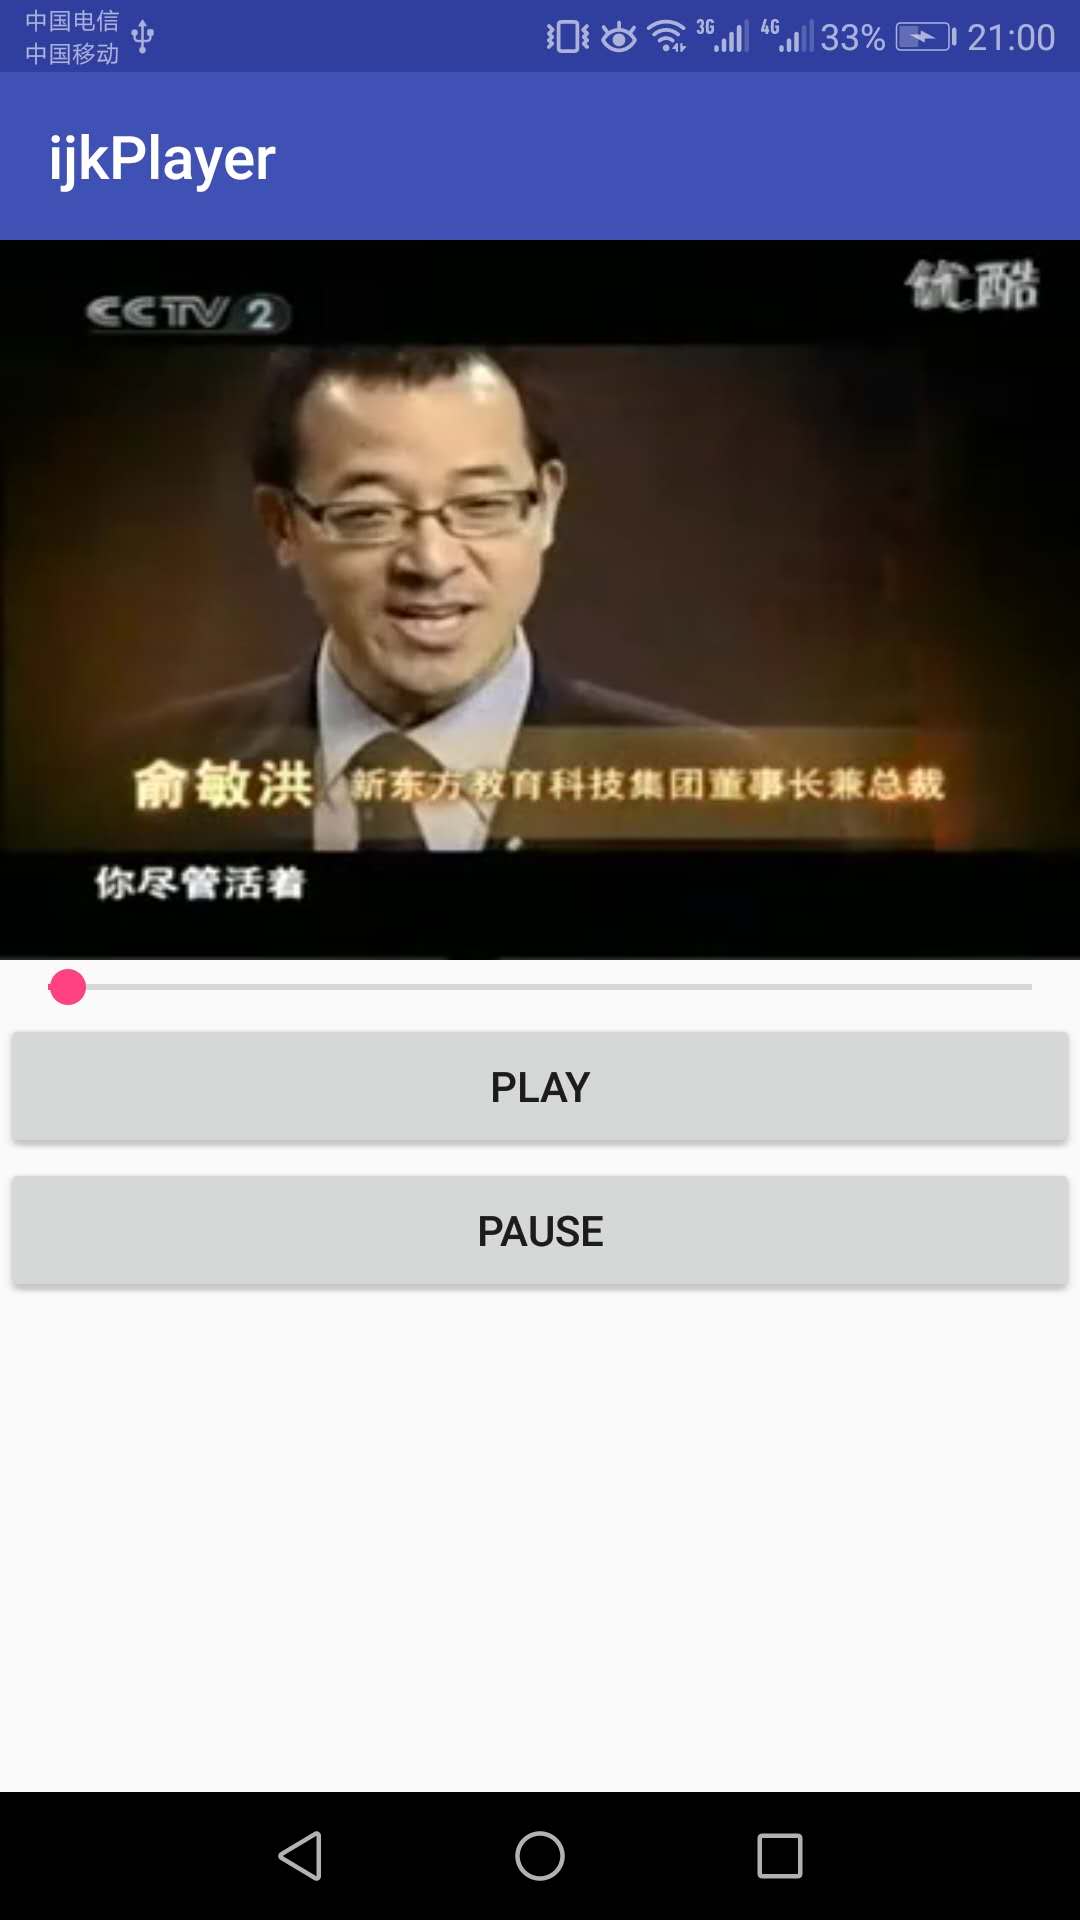 中国电信
中国移动
3G 4G 33% 21:00
ijkPlayer
优酷
CCTV 2
俞敏洪 新东方教育科技集团董事长兼总裁
你尽管活着
PLAY
PAUSE